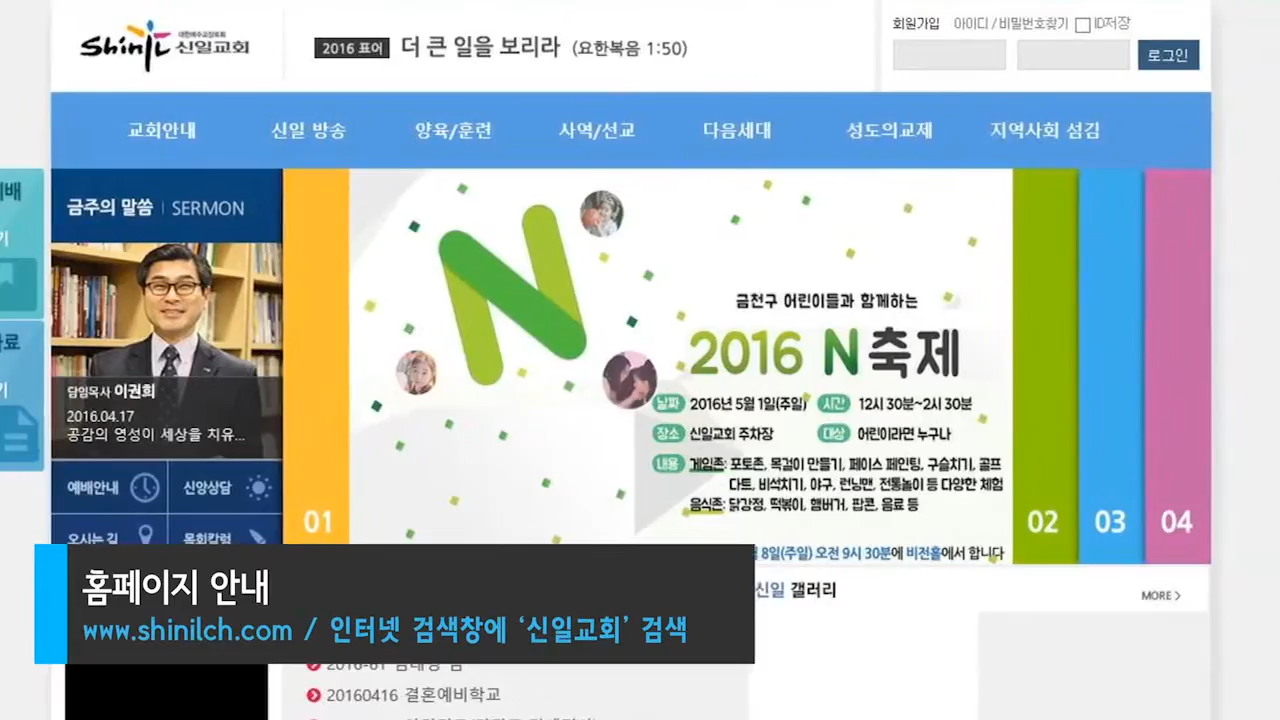 Shinil 대한예수교장로회 신일교회
2016 표어 더 큰 일을 보리라 (요한복음 1:50)
회원가입 아이디 / 비밀번호찾기 ID저장
로그인
교회안내 신일 방송 양육/훈련 사역/선교 다음세대 성도의교제 지역사회 섬김
금주의 말씀 SERMON
담임목사 이권희
2016.04.17
공감의 영성이 세상을 치유...
예배안내 신앙상담
오시는 길 목회칼럼
01
금천구 어린이들과 함께하는
2016 N축제
날짜 2016년 5월 1일(주일) 시간 12시 30분~2시 30분
장소 신일교회 주차장 대상 어린이라면 누구나
내용 게임존: 포토존, 목걸이 만들기, 페이스 페인팅, 구슬치기, 골프
다트, 비석치기, 야구, 런닝맨, 전통놀이 등 다양한 체험
음식존: 닭강정, 떡볶이, 햄버거, 팝콘, 음료 등
02 03 04
8일(주일) 오전 9시 30분에 비전홀에서 합니다
홈페이지 안내
www.shinilch.com / 인터넷 검색창에 ‘신일교회’ 검색
신일 갤러리
MORE >
20160416 결혼예비학교